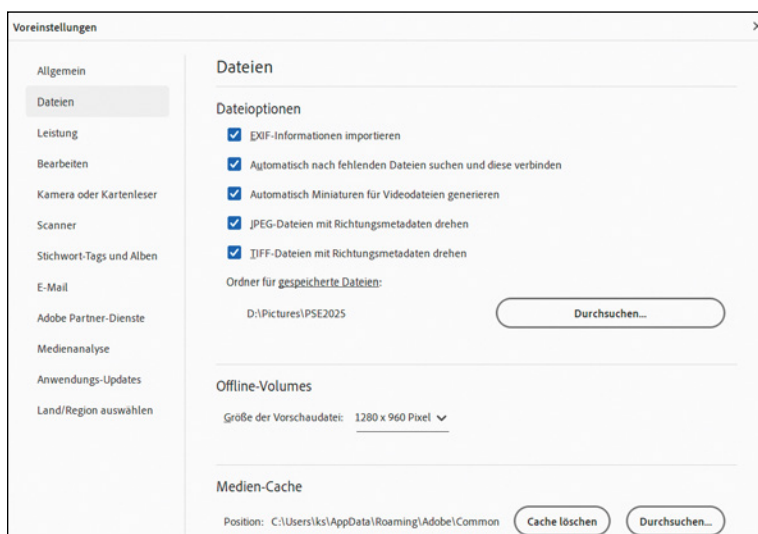 Voreinstellungen
Allgemein
Dateien
Leistung
Bearbeiten
Kamera oder Kartenleser
Scanner
Stichwort-Tags und Alben
E-Mail
Adobe Partner-Dienste
Medienanalyse
Anwendungs-Updates
Land/Region auswählen
Dateien
Dateioptionen
EXIF-Informationen importieren
Automatisch nach fehlenden Dateien suchen und diese verbinden
Automatisch Miniaturen für Videodateien generieren
JPEG-Dateien mit Richtungsmetadaten drehen
TIFF-Dateien mit Richtungsmetadaten drehen
Ordner für gespeicherte Dateien:
D:\Pictures\PSE2025 Durchsuchen...
Offline-Volumes
Größe der Vorschaudatei: 1280 x 960 Pixel
Medien-Cache
Position: C:\Users\ks\AppData\Roaming\Adobe\Common Cache löschen Durchsuchen...